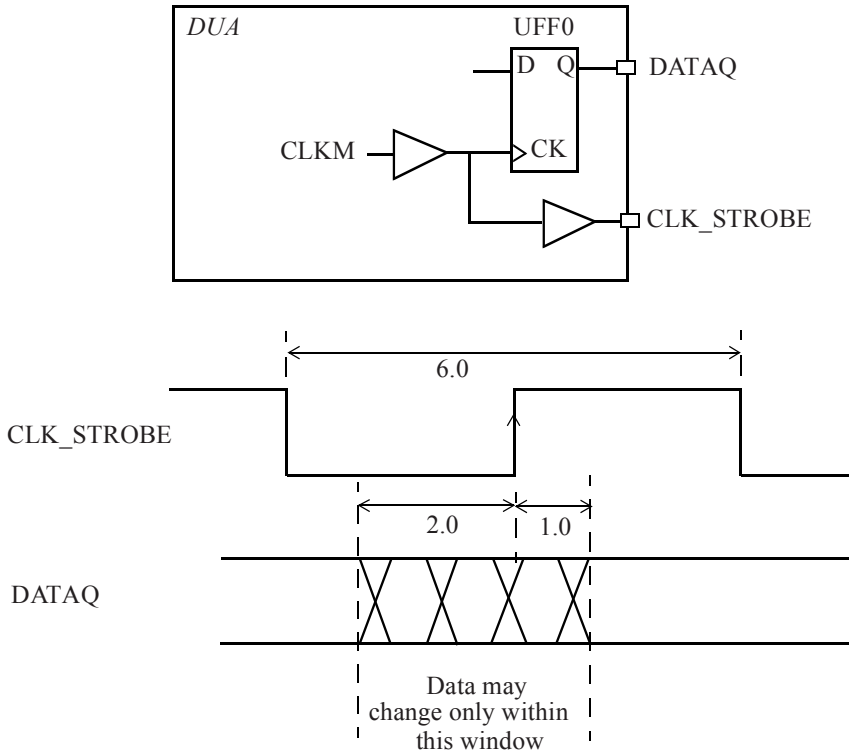 DUA
UFF0
D Q
DATAQ
CLKM
CK
CLK_STROBE
6.0
CLK_STROBE
2.0
1.0
DATAQ
Data may
change only within
this window